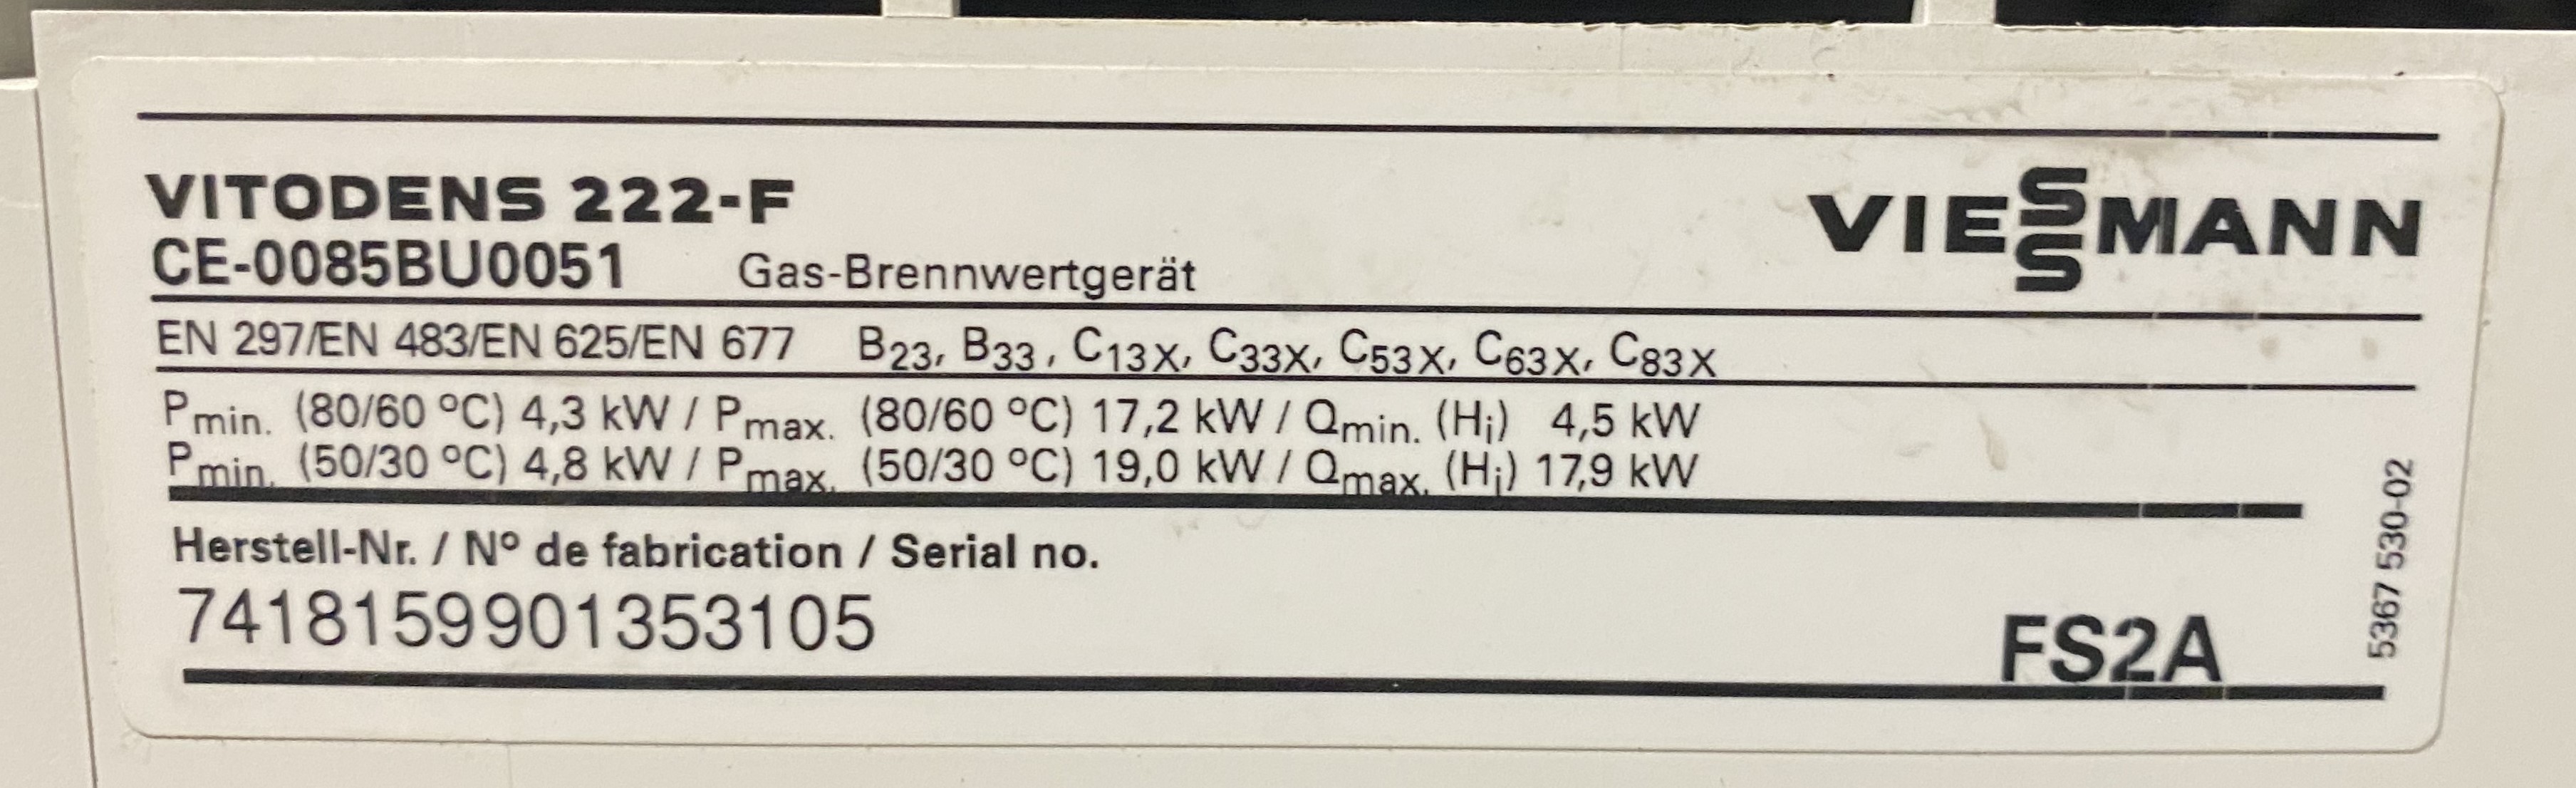 VITODENS 222-F
VIESSMANN
CE-0085BU0051 Gas-Brennwertgerät
EN 297/EN 483/EN 625/EN 677 B23, B33, C13X, C33X, C53X, C63X, C83X
Pmin. (80/60 °C) 4,3 kW / Pmax. (80/60 °C) 17,2 kW / Qmin. (Hi) 4,5 kW
Pmin. (50/30 °C) 4,8 kW / Pmax. (50/30 °C) 19,0 kW / Qmax. (Hi) 17,9 kW
Herstell-Nr. / N° de fabrication / Serial no.
7418159901353105
FS2A
5367 530-02